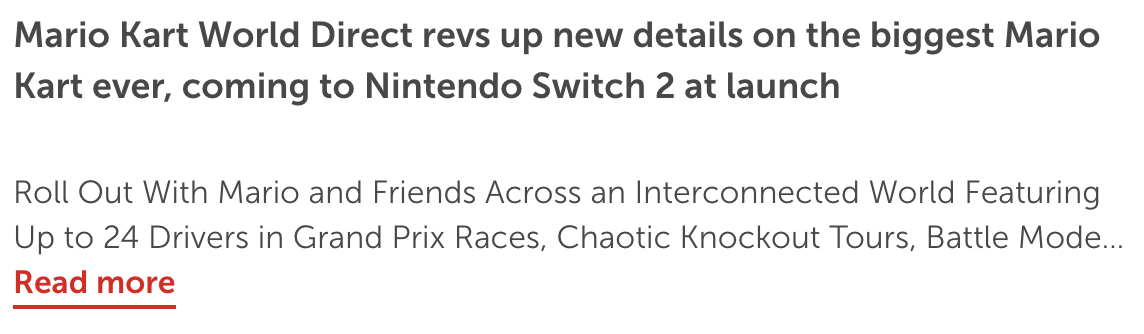 Mario Kart World Direct revs up new details on the biggest Mario
Kart ever, coming to Nintendo Switch 2 at launch
Roll Out With Mario and Friends Across an Interconnected World Featuring
Up to 24 Drivers in Grand Prix Races, Chaotic Knockout Tours, Battle Mode...
Read more